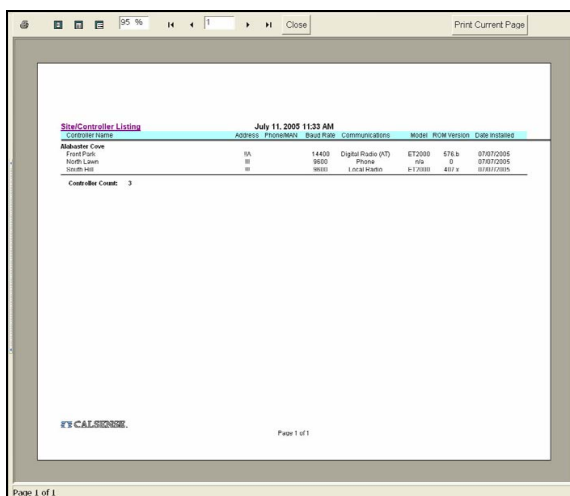 95 %
1
Close
Print Current Page
Site/Controller Listing July 11, 2005 11:33 AM
Controller Name Address Phone/MAN Baud Rate Communications Model ROM Version Date Installed
Alabaster Cove
Front Park 14400 Digital Radio (AT) ET2000 576.b 07/07/2005
North Lawn 9600 Phone n/a 0 07/07/2005
South Hill 9600 Local Radio ET2000 07/07/2005
Controller Count: 3
CALSENSE.
Page 1 of 1
Page 1 of 1